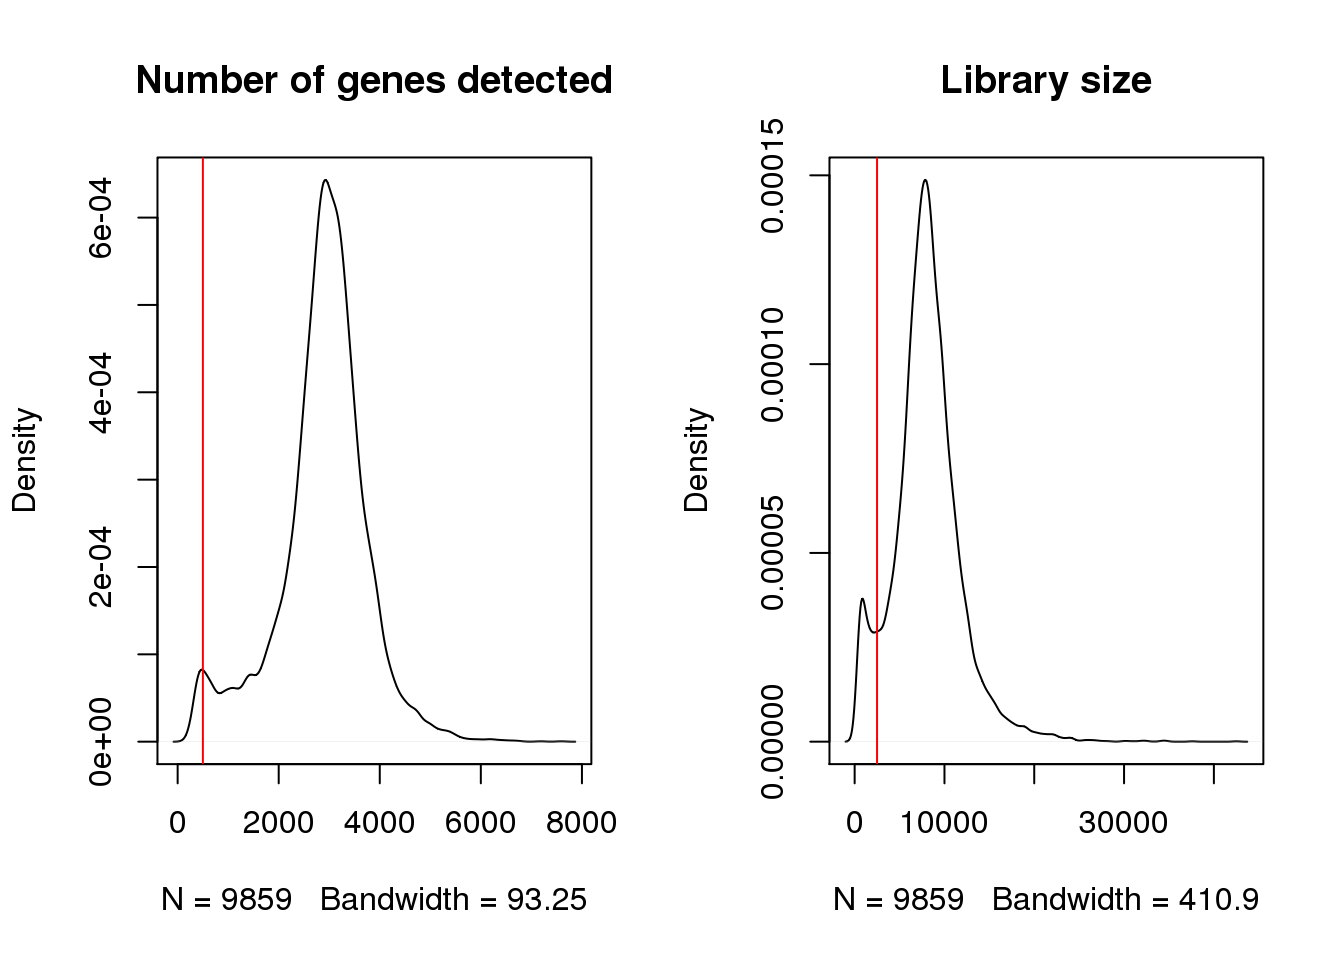 Number of genes detected
Density
6e-04
4e-04
2e-04
0e+00
0 2000 4000 6000 8000
N = 9859 Bandwidth = 93.25
Library size
Density
0.00015
0.00010
0.00005
0.00000
0 10000 30000
N = 9859 Bandwidth = 410.9